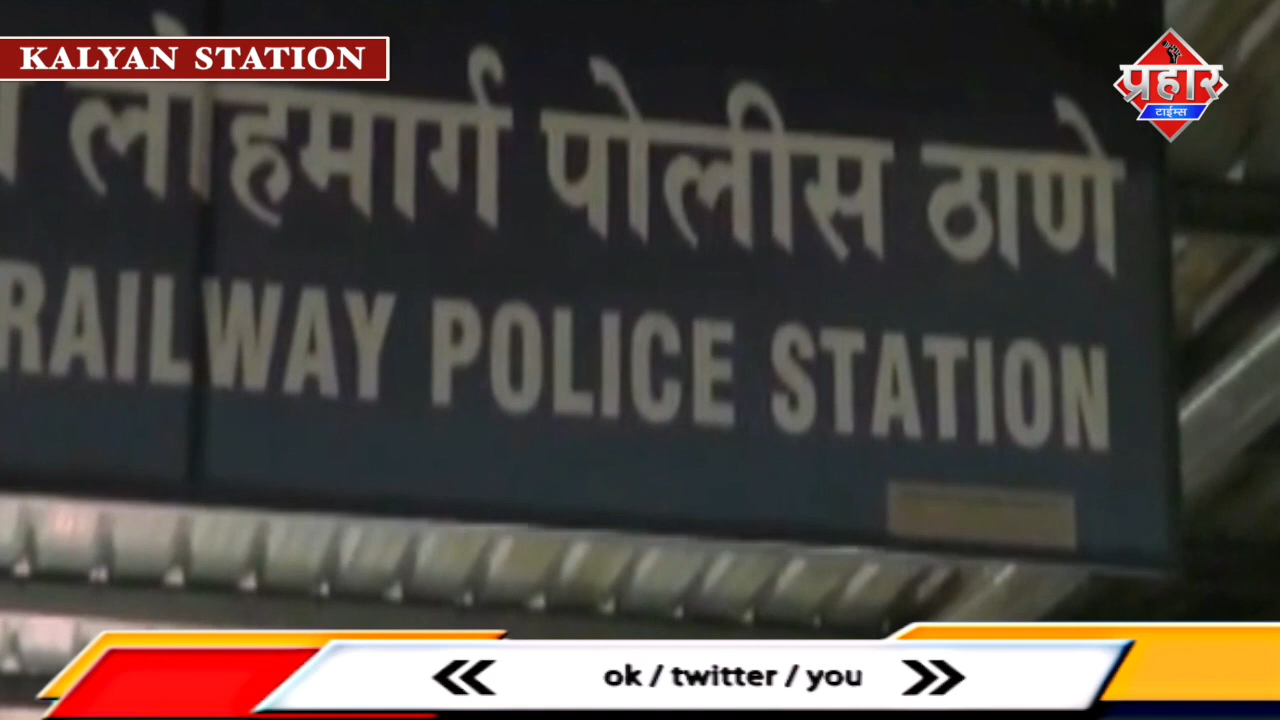 KALYAN STATION
प्रहार
टाईम्स
लोहमार्ग पोलीस ठाणे
RAILWAY POLICE STATION
ok / twitter / you